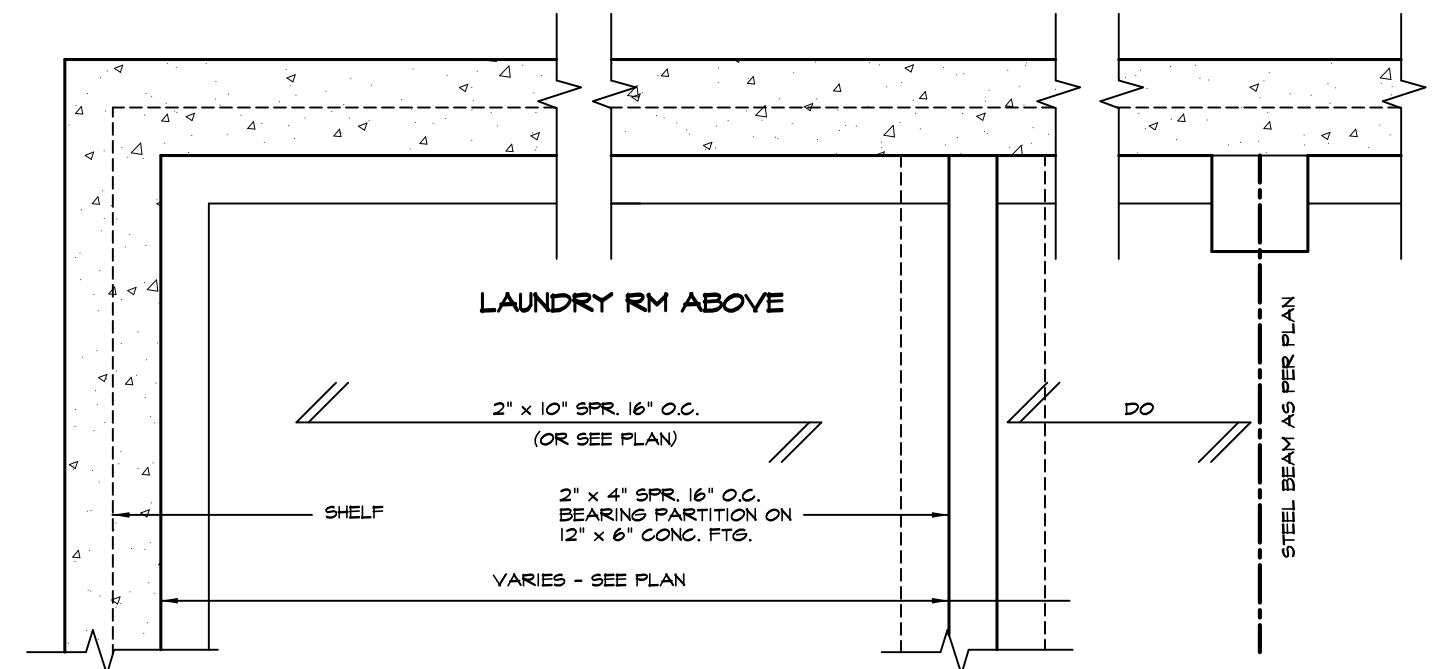 LAUNDRY RM ABOVE
2" x 10" SPR. 16" O.C.
(OR SEE PLAN)
DO
2" x 4" SPR. 16" O.C.
BEARING PARTITION ON
12" x 6" CONC. FTG.
SHELF
VARIES - SEE PLAN
STEEL BEAM AS PER PLAN